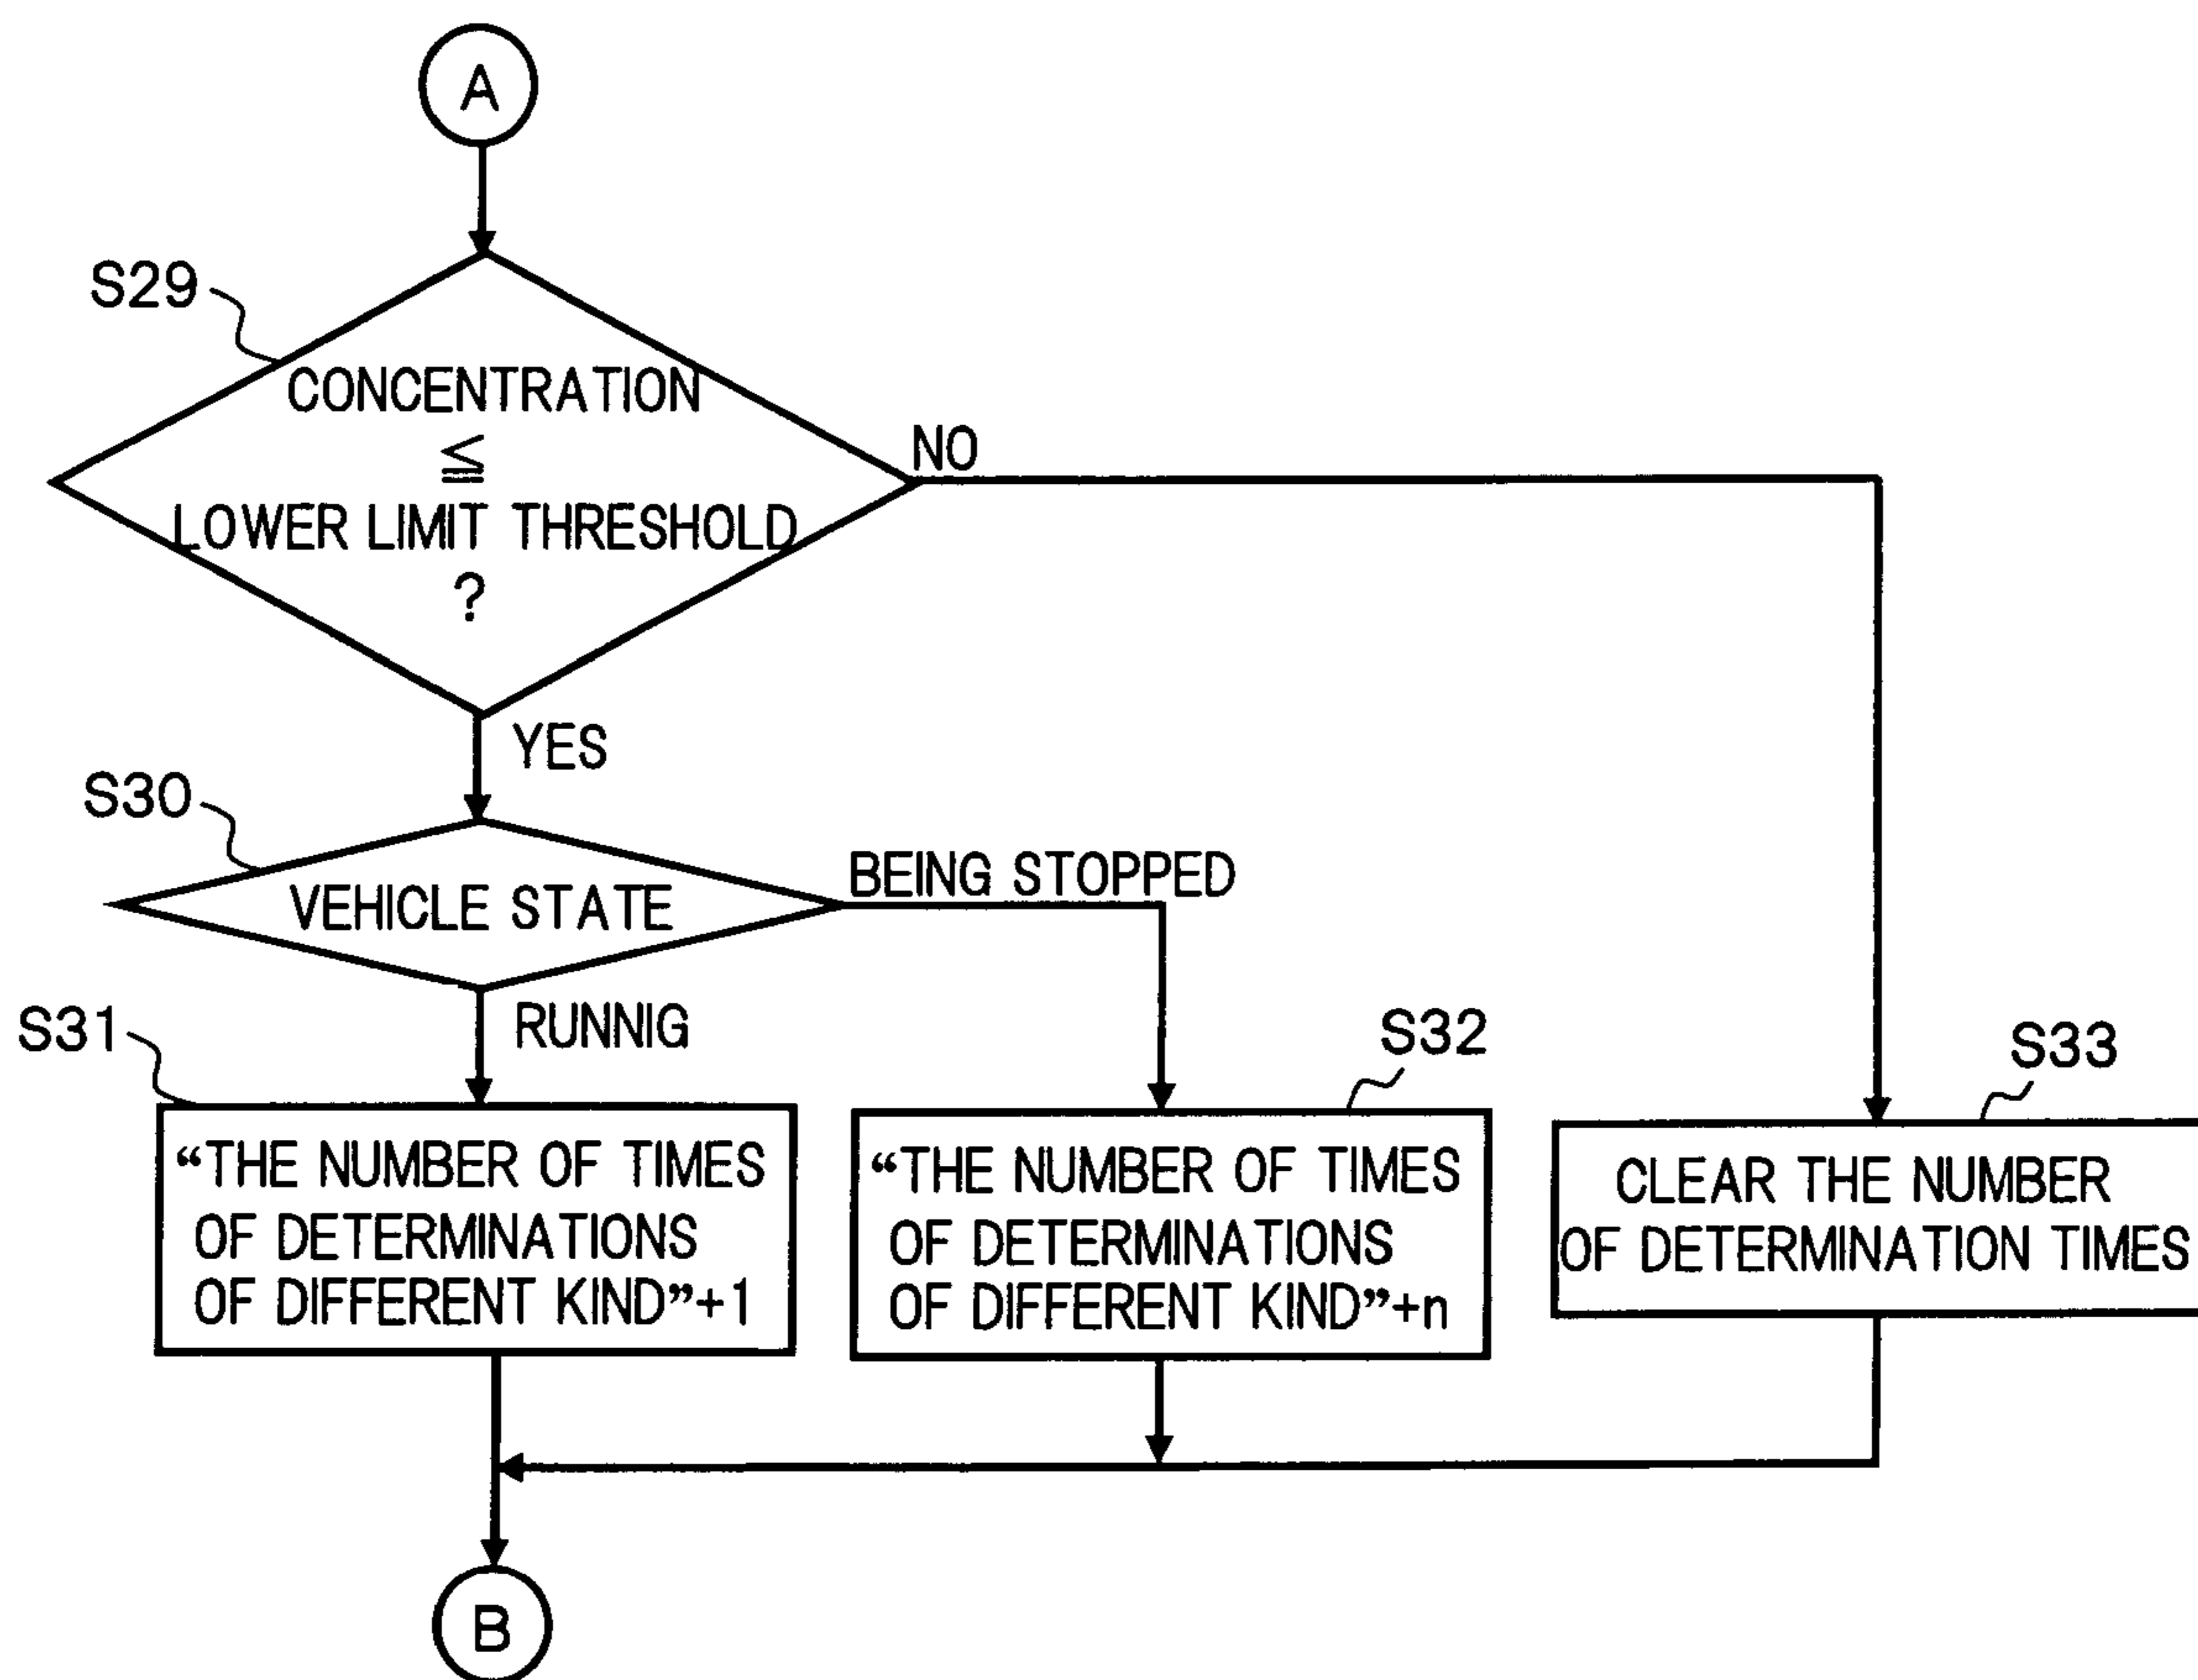 A
S29
CONCENTRATION
≦
LOWER LIMIT THRESHOLD
?
NO
YES
S30
VEHICLE STATE
BEING STOPPED
RUNNIG
S31
“THE NUMBER OF TIMES
OF DETERMINATIONS
OF DIFFERENT KIND”+1
S32
“THE NUMBER OF TIMES
OF DETERMINATIONS
OF DIFFERENT KIND”+n
S33
CLEAR THE NUMBER
OF DETERMINATION TIMES
B